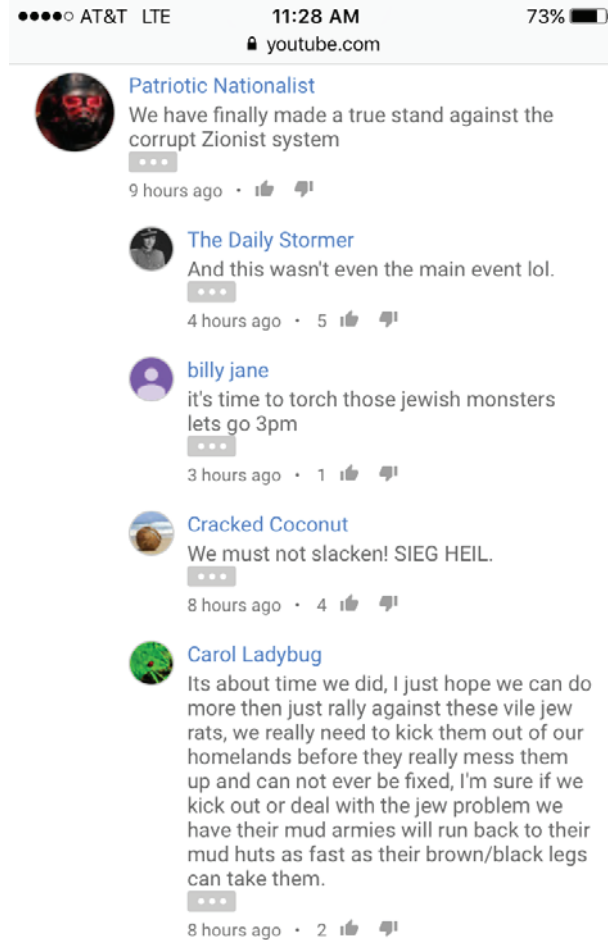 AT&T LTE 11:28 AM 73%
youtube.com
Patriotic Nationalist
We have finally made a true stand against the
corrupt Zionist system
9 hours ago •
The Daily Stormer
And this wasn't even the main event lol.
4 hours ago • 5
billy jane
it's time to torch those jewish monsters
lets go 3pm
3 hours ago • 1
Cracked Coconut
We must not slacken! SIEG HEIL.
8 hours ago • 4
Carol Ladybug
Its about time we did, I just hope we can do
more then just rally against these vile jew
rats, we really need to kick them out of our
homelands before they really mess them
up and can not ever be fixed, I'm sure if we
kick out or deal with the jew problem we
have their mud armies will run back to their
mud huts as fast as their brown/black legs
can take them.
8 hours ago • 2